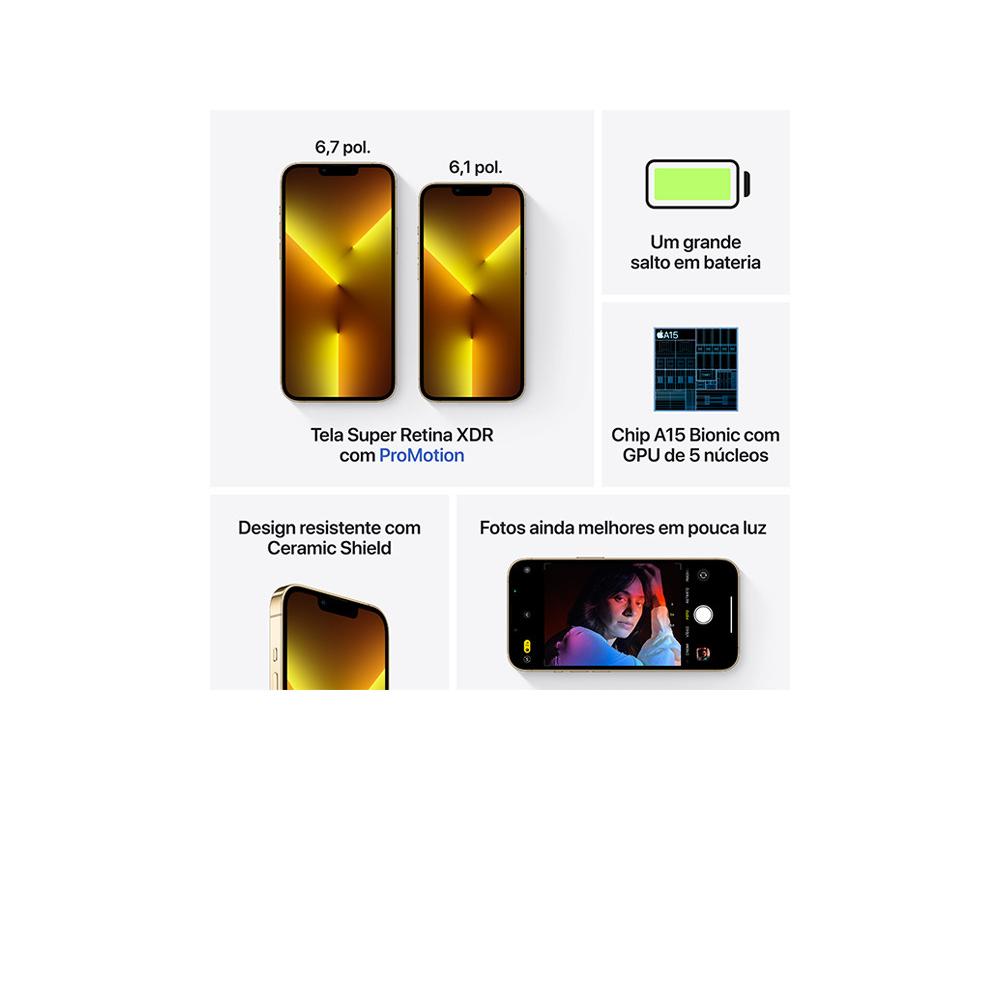 6,7 pol.
6,1 pol.
Tela Super Retina XDR
com ProMotion
Um grande
salto em bateria
A15
Chip A15 Bionic com
GPU de 5 núcleos
Design resistente com
Ceramic Shield
Fotos ainda melhores em pouca luz